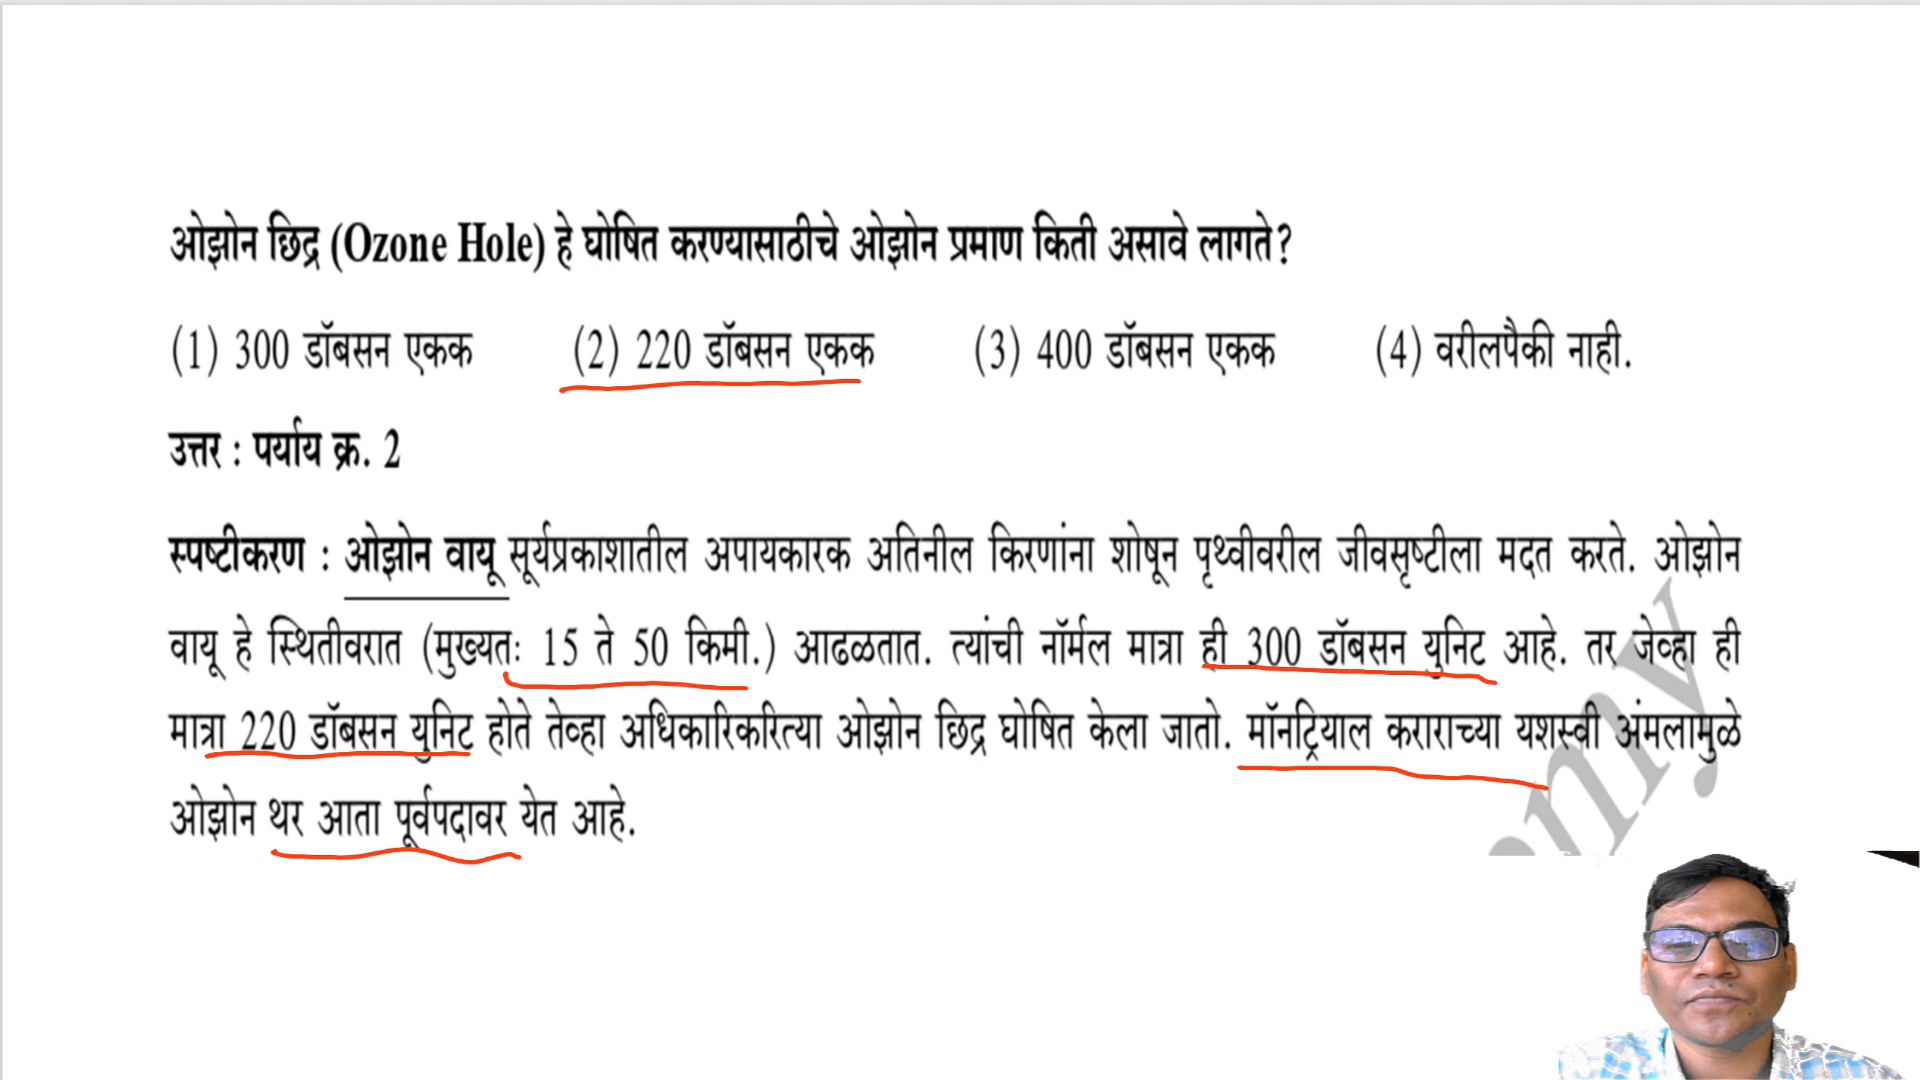 ओझोन छिद्र (Ozone Hole) हे घोषित करण्यासाठीचे ओझोन प्रमाण किती असावे लागते?
(1) 300 डॉबसन एकक (2) 220 डॉबसन एकक (3) 400 डॉबसन एकक (4) वरीलपैकी नाही.
उत्तर : पर्याय क्र. 2
स्पष्टीकरण : ओझोन वायू सूर्यप्रकाशातील अपायकारक अतिनील किरणांना शोषून पृथ्वीवरील जीवसृष्टीला मदत करते. ओझोन
वायू हे स्थितीवरात (मुख्यतः 15 ते 50 किमी.) आढळतात. त्यांची नॉर्मल मात्रा ही 300 डॉबसन युनिट आहे. तर जेव्हा ही
मात्रा 220 डॉबसन युनिट होते तेव्हा अधिकारिकरित्या ओझोन छिद्र घोषित केला जातो. मॉनट्रियाल कराराच्या यशस्वी अंमलामुळे
ओझोन थर आता पूर्वपदावर येत आहे.
my